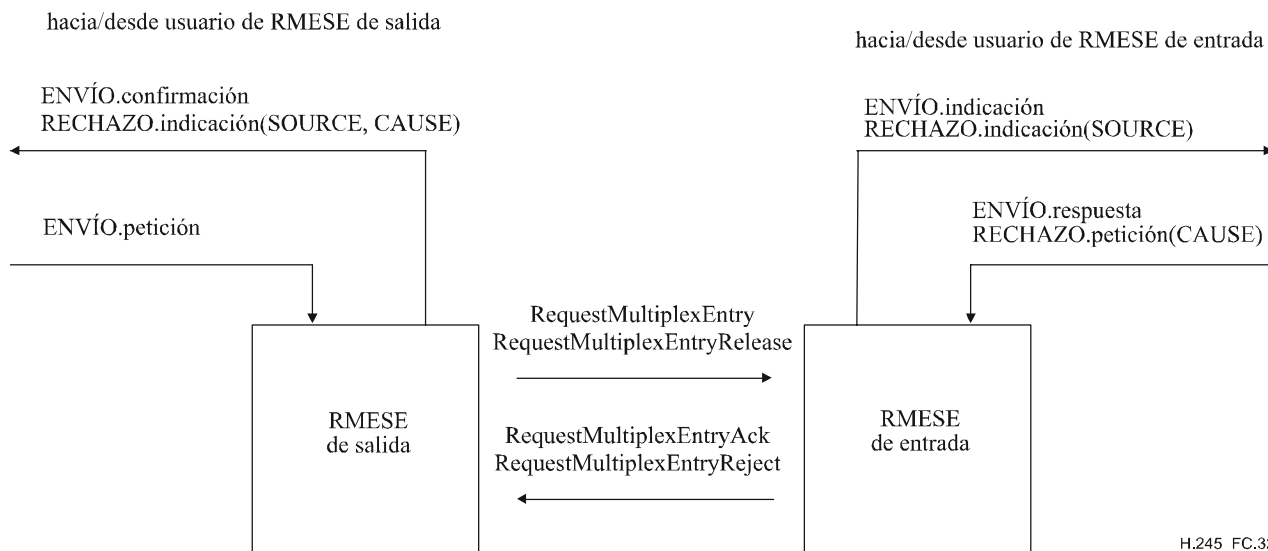 hacia/desde usuario de RMESE de salida
hacia/desde usuario de RMESE de entrada
ENVÍO.confirmación
RECHAZO.indicación(SOURCE, CAUSE)
ENVÍO.indicación
RECHAZO.indicación(SOURCE)
ENVÍO.petición
ENVÍO.respuesta
RECHAZO.petición(CAUSE)
RequestMultiplexEntry
RequestMultiplexEntryRelease
RMESE
de salida
RequestMultiplexEntryAck
RequestMultiplexEntryReject
RMESE
de entrada
H.245